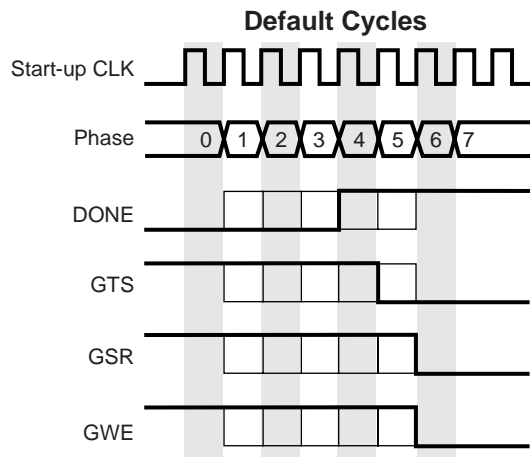 Default Cycles
Start-up CLK
Phase 0 1 2 3 4 5 6 7
DONE
GTS
GSR
GWE